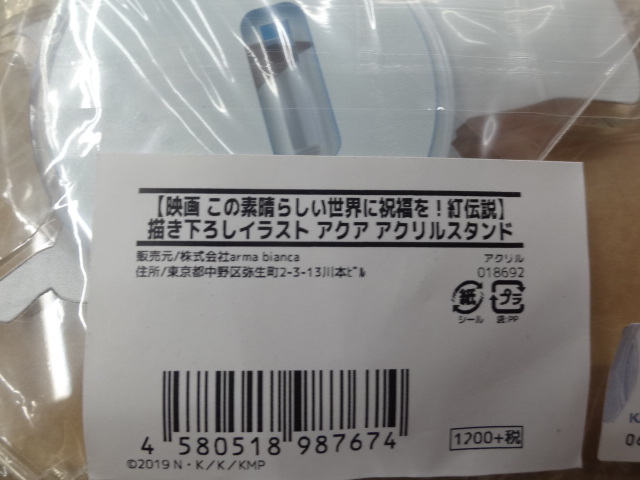 【映画 この素晴らしい世界に祝福を！紅伝説】
描き下ろしイラスト アクア アクリルスタンド
販売元/株式会社arma bianca
アクリル
住所/東京都中野区弥生町2-3-13川本ﾋﾞﾙ
018692
紙
プラ
シール
袋:PP
4 580518 987674
1200+税
©2019 N・K/K/KMP
K
06